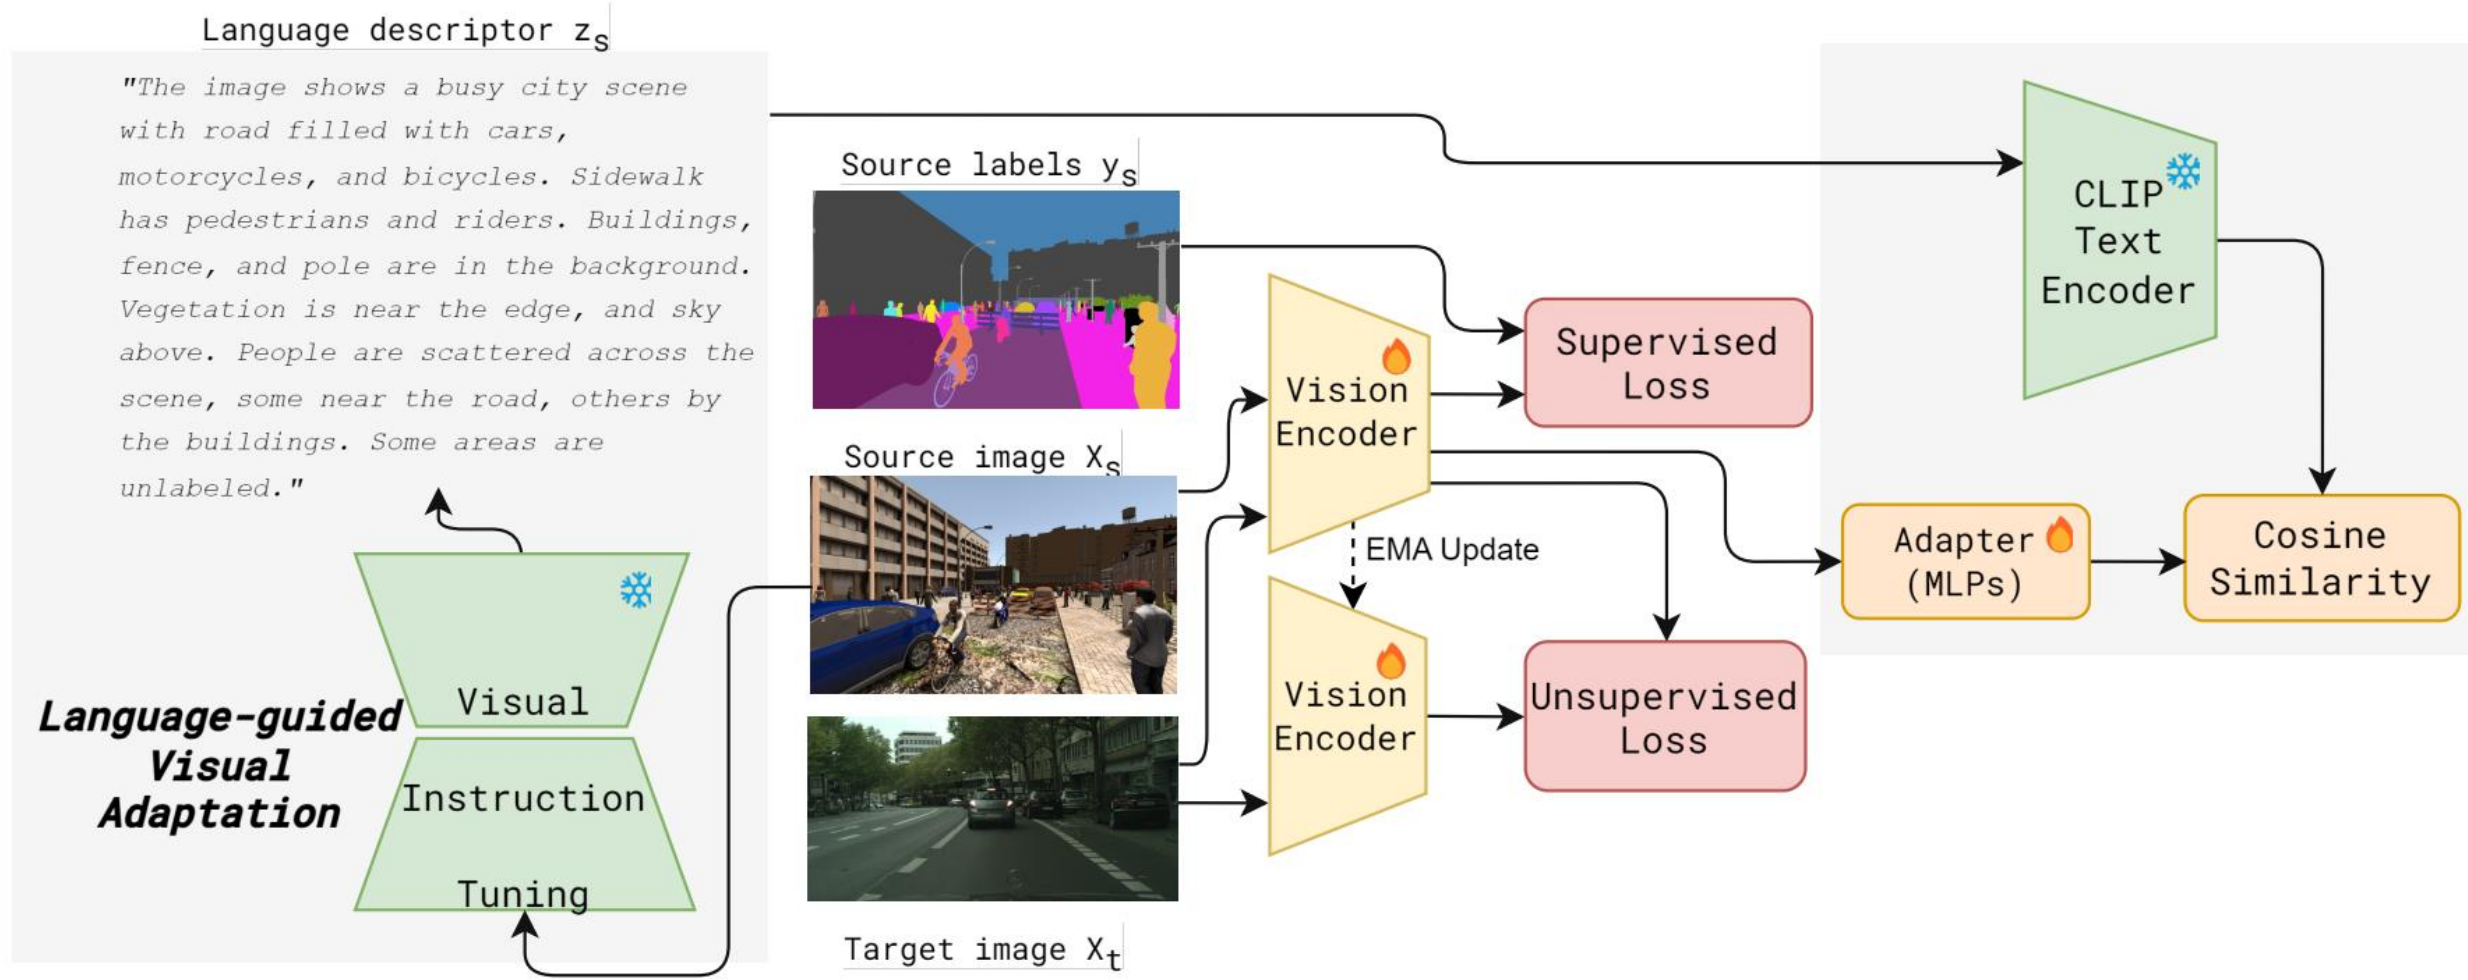 Language descriptor zs
"The image shows a busy city scene
with road filled with cars,
motorcycles, and bicycles. Sidewalk
has pedestrians and riders. Buildings,
fence, and pole are in the background.
Vegetation is near the edge, and sky
above. People are scattered across the
scene, some near the road, others by
the buildings. Some areas are
unlabeled."
Visual
Instruction
Tuning
Language-guided
Visual
Adaptation
Source labels ys
Source image Xs
Target image Xt
Vision
Encoder
EMA Update
Vision
Encoder
Supervised
Loss
Unsupervised
Loss
CLIP
Text
Encoder
Adapter
(MLPs)
Cosine
Similarity